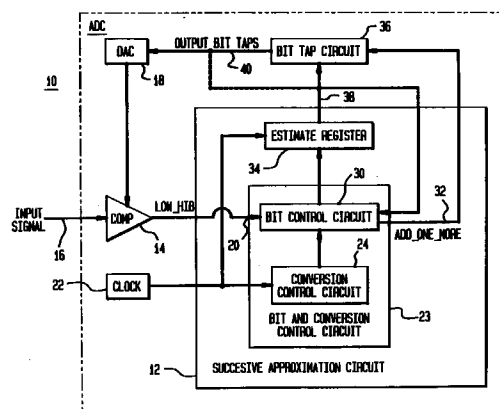 ADC
36
DAC
OUTPUT_BIT TAPS
BIT TAP CIRCUIT
10
18
40
38
ESTIMATE REGISTER
34
30
32
LOW_HIB
INPUT
SIGNAL
COMP
BIT CONTROL CIRCUIT
16
14
20
24
ADD_ONE_MORE
22
CLOCK
CONVERSION
CONTROL CIRCUIT
BIT AND CONVERSION
CONTROL CIRCUIT
23
12
SUCCESIVE APPROXIMATION CIRCUIT